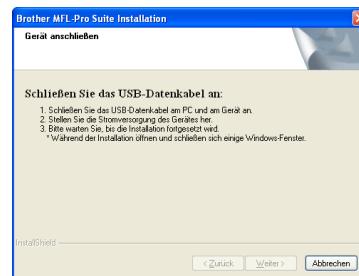 Brother MFL-Pro Suite Installation
Gerät anschließen
Schließen Sie das USB-Datenkabel an:
1. Schließen Sie das USB-Datenkabel am PC und am Gerät an.
2. Stellen Sie die Stromversorgung des Gerätes her.
3. Bitte warten Sie, bis die Installation fortgesetzt wird.
* Während der Installation öffnen und schließen sich einige Windows-Fenster.
InstallShield
< Zurück Weiter > Abbrechen